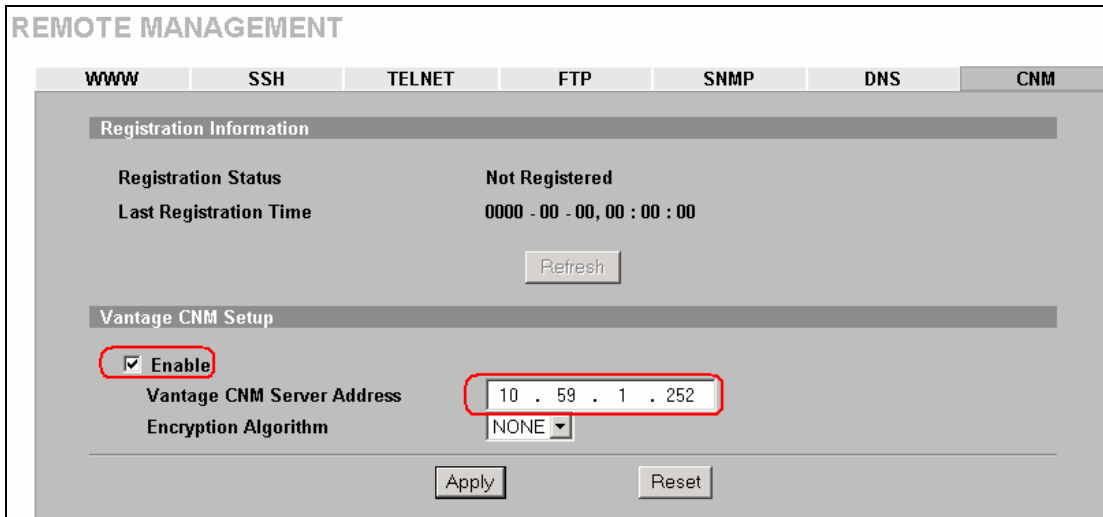 REMOTE MANAGEMENT
WWW SSH TELNET FTP SNMP DNS CNM
Registration Information
Registration Status Not Registered
Last Registration Time 0000 - 00 - 00, 00 : 00 : 00
Refresh
Vantage CNM Setup
Enable
Vantage CNM Server Address 10 . 59 . 1 . 252
Encryption Algorithm NONE
Apply Reset